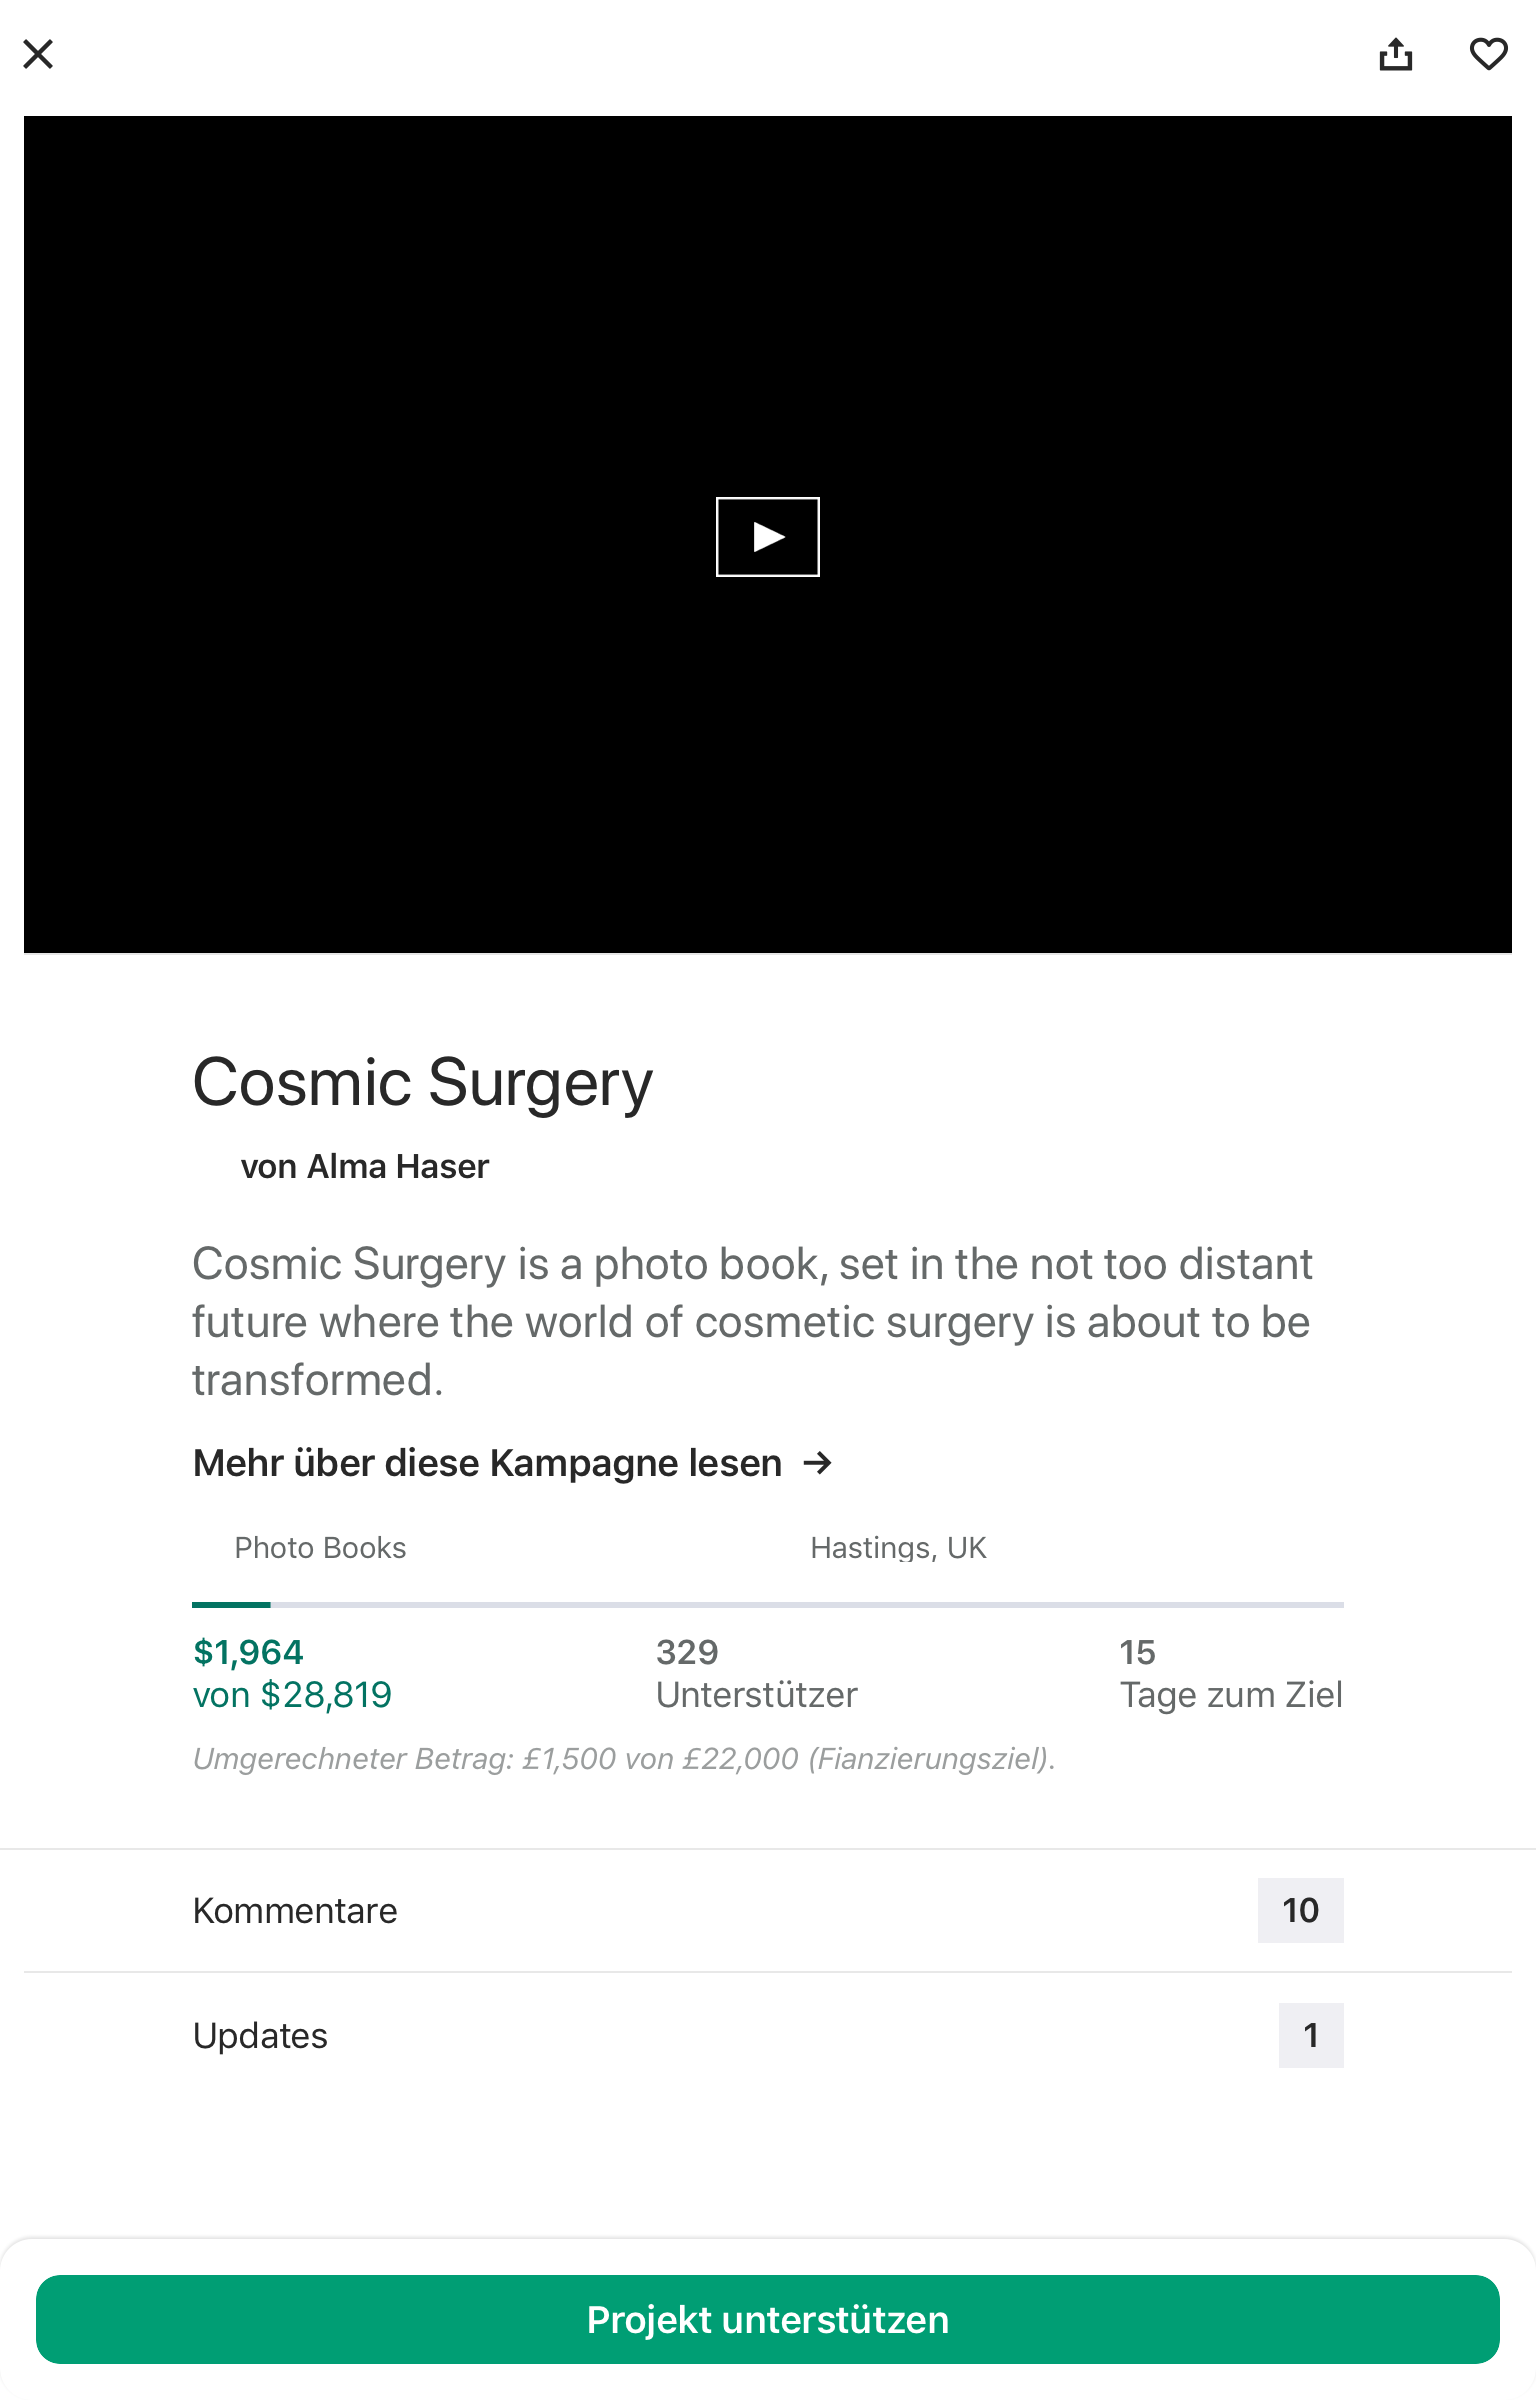 Cosmic Surgery
von Alma Haser
Cosmic Surgery is a photo book, set in the not too distant
future where the world of cosmetic surgery is about to be
transformed.
Mehr über diese Kampagne lesen →
Photo Books
Hastings, UK
$1,964
von $28,819
329
Unterstützer
15
Tage zum Ziel
Umgerechneter Betrag: £1,500 von £22,000 (Fianzierungsziel).
Kommentare
10
Updates
1
Projekt unterstützen